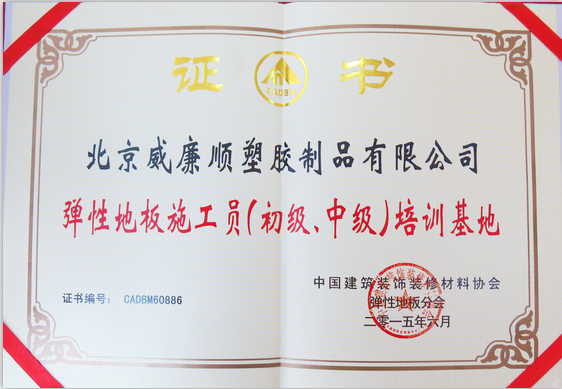 证 书
CADBM
北京威廉顺塑胶制品有限公司
弹性地板施工员(初级、中级)培训基地
中国建筑装饰装修材料协会
弹性地板分会
二零一五年六月
证书编号: CADBM60886